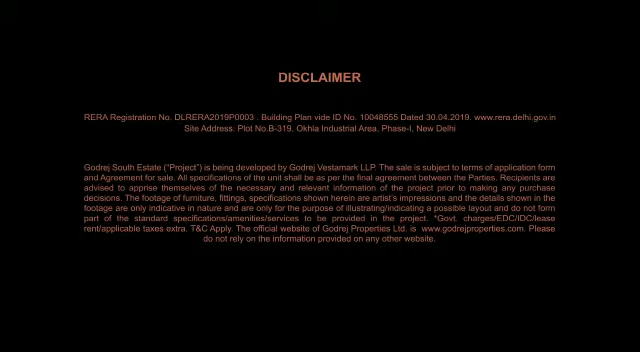 DISCLAIMER
RERA Registration No. DLRERA2019P0003 . Building Plan vide ID No. 10048555 Dated 30.04.2019. www.rera.delhi.gov.in
Site Address: Plot No.B-319, Okhla Industrial Area, Phase-I, New Delhi
Godrej South Estate ("Project") is being developed by Godrej Vestamark LLP. The sale is subject to terms of application form
and Agreement for sale. All specifications of the unit shall be as per the final agreement between the Parties. Recipients are
advised to apprise themselves of the necessary and relevant information of the project prior to making any purchase
decisions. The footage of furniture, fittings, specifications shown herein are artist's impressions and the details shown in the
footage are only indicative in nature and are only for the purpose of illustrating/indicating a possible layout and do not form
part of the standard specifications/amenities/services to be provided in the project. *Govt. charges/EDC/IDC/lease
rent/applicable taxes extra. T&C Apply. The official website of Godrej Properties Ltd. is www.godrejproperties.com. Please
do not rely on the information provided on any other website.